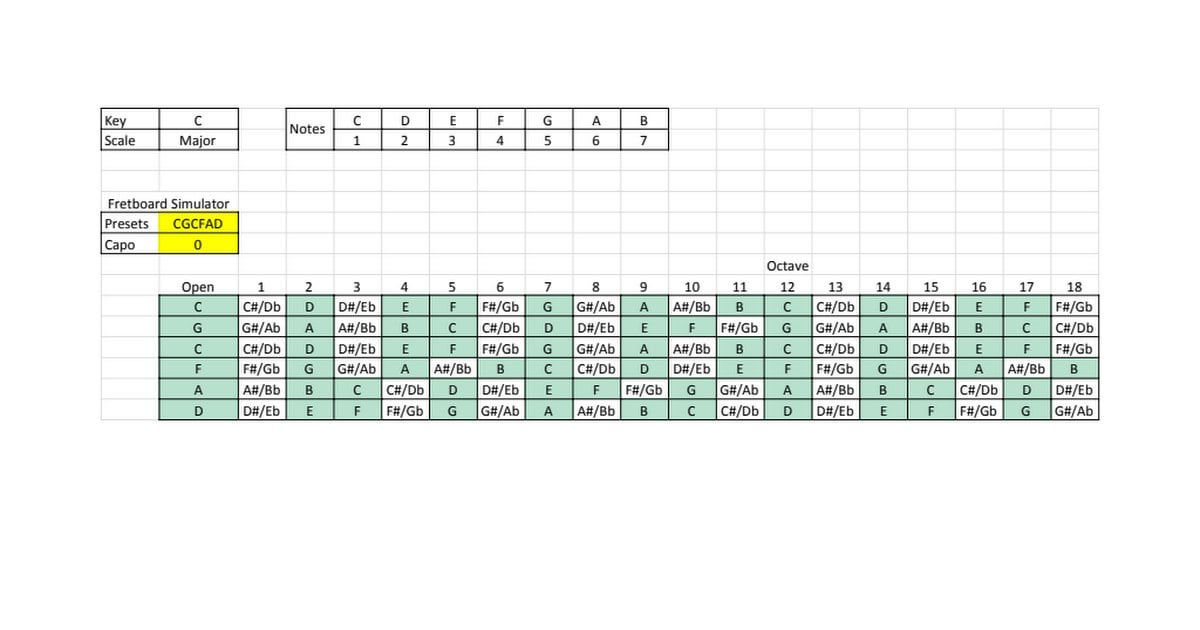 Key C Notes C D E F G A B
Scale Major 1 2 3 4 5 6 7
Fretboard Simulator
Presets CGCFAD
Capo 0
Octave
Open 1 2 3 4 5 6 7 8 9 10 11 12 13 14 15 16 17 18
C C#/Db D D#/Eb E F F#/Gb G G#/Ab A A#/Bb B C C#/Db D D#/Eb E F F#/Gb
G G#/Ab A A#/Bb B C C#/Db D D#/Eb E F F#/Gb G G#/Ab A A#/Bb B C C#/Db
C C#/Db D D#/Eb E F F#/Gb G G#/Ab A A#/Bb B C C#/Db D D#/Eb E F F#/Gb
F F#/Gb G G#/Ab A A#/Bb B C C#/Db D D#/Eb E F F#/Gb G G#/Ab A A#/Bb B
A A#/Bb B C C#/Db D D#/Eb E F F#/Gb G G#/Ab A A#/Bb B C C#/Db D D#/Eb
D D#/Eb E F F#/Gb G G#/Ab A A#/Bb B C C#/Db D D#/Eb E F F#/Gb G G#/Ab